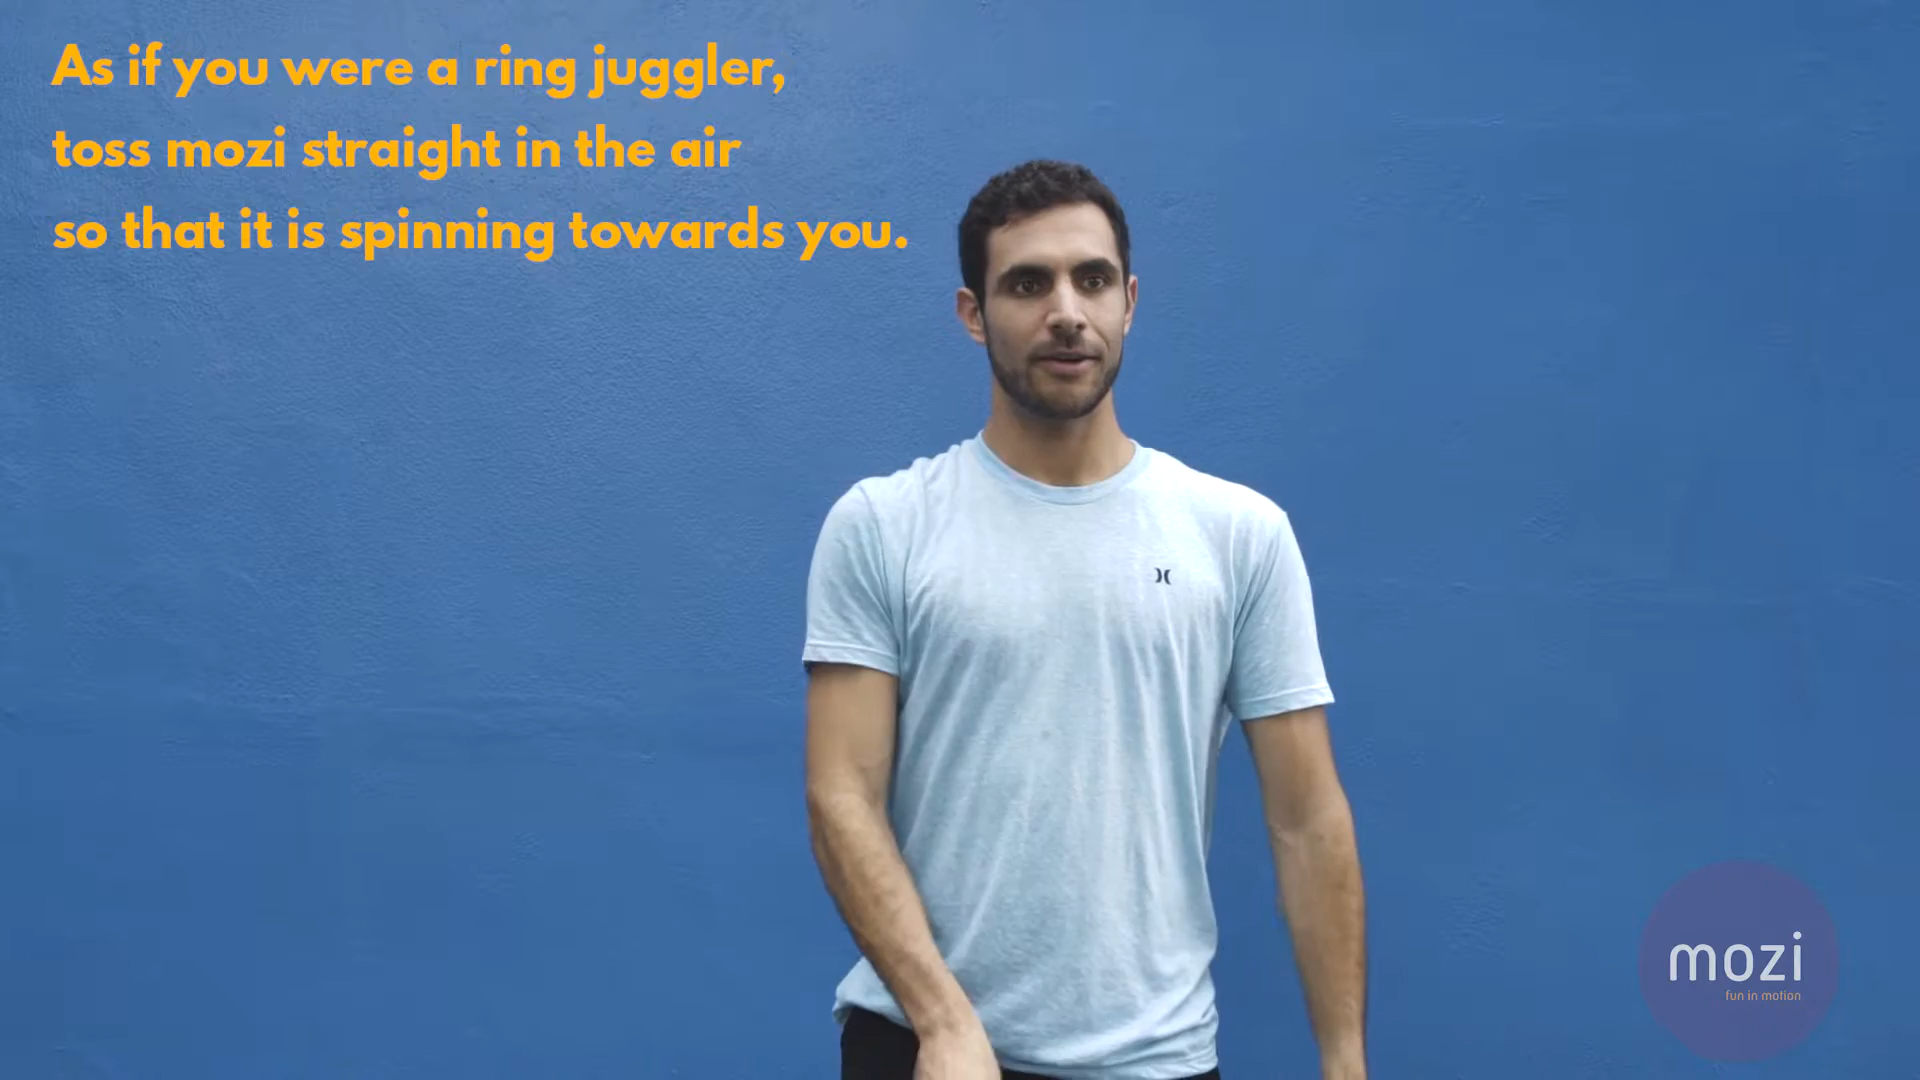 As if you were a ring juggler,
toss mozi straight in the air
so that it is spinning towards you.
mozi
fun in motion